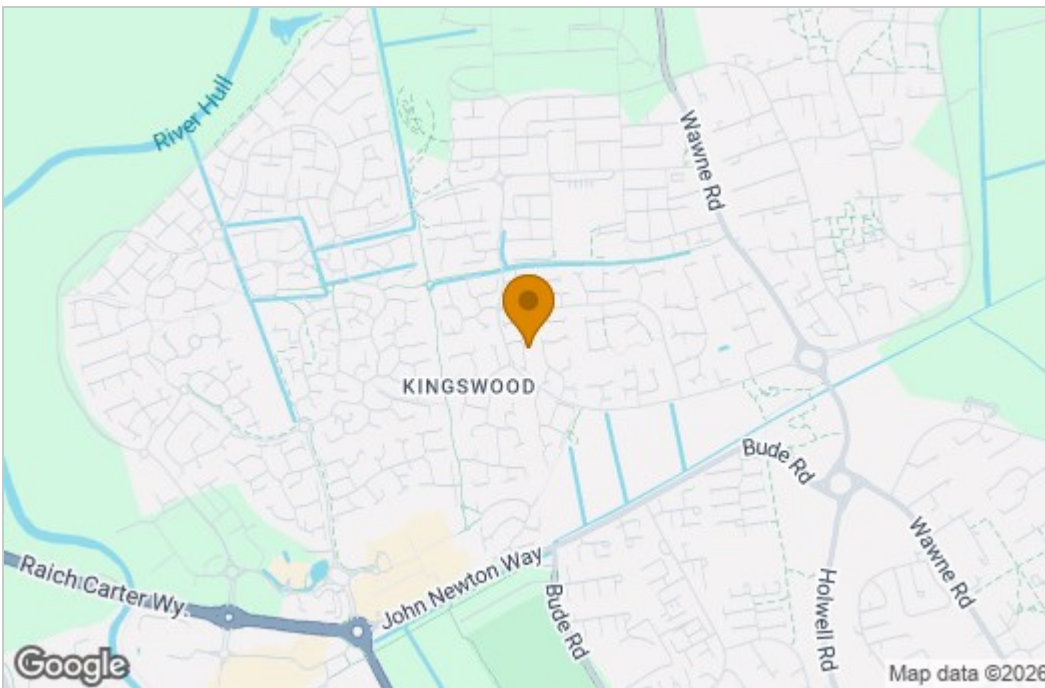 River Hull
Wawne Rd
KINGSWOOD
Bude Rd
John Newton Way
Raich Carter Wy.
Bude Rd
Holwell Rd
Wawne Rd
Google
Map data ©2026